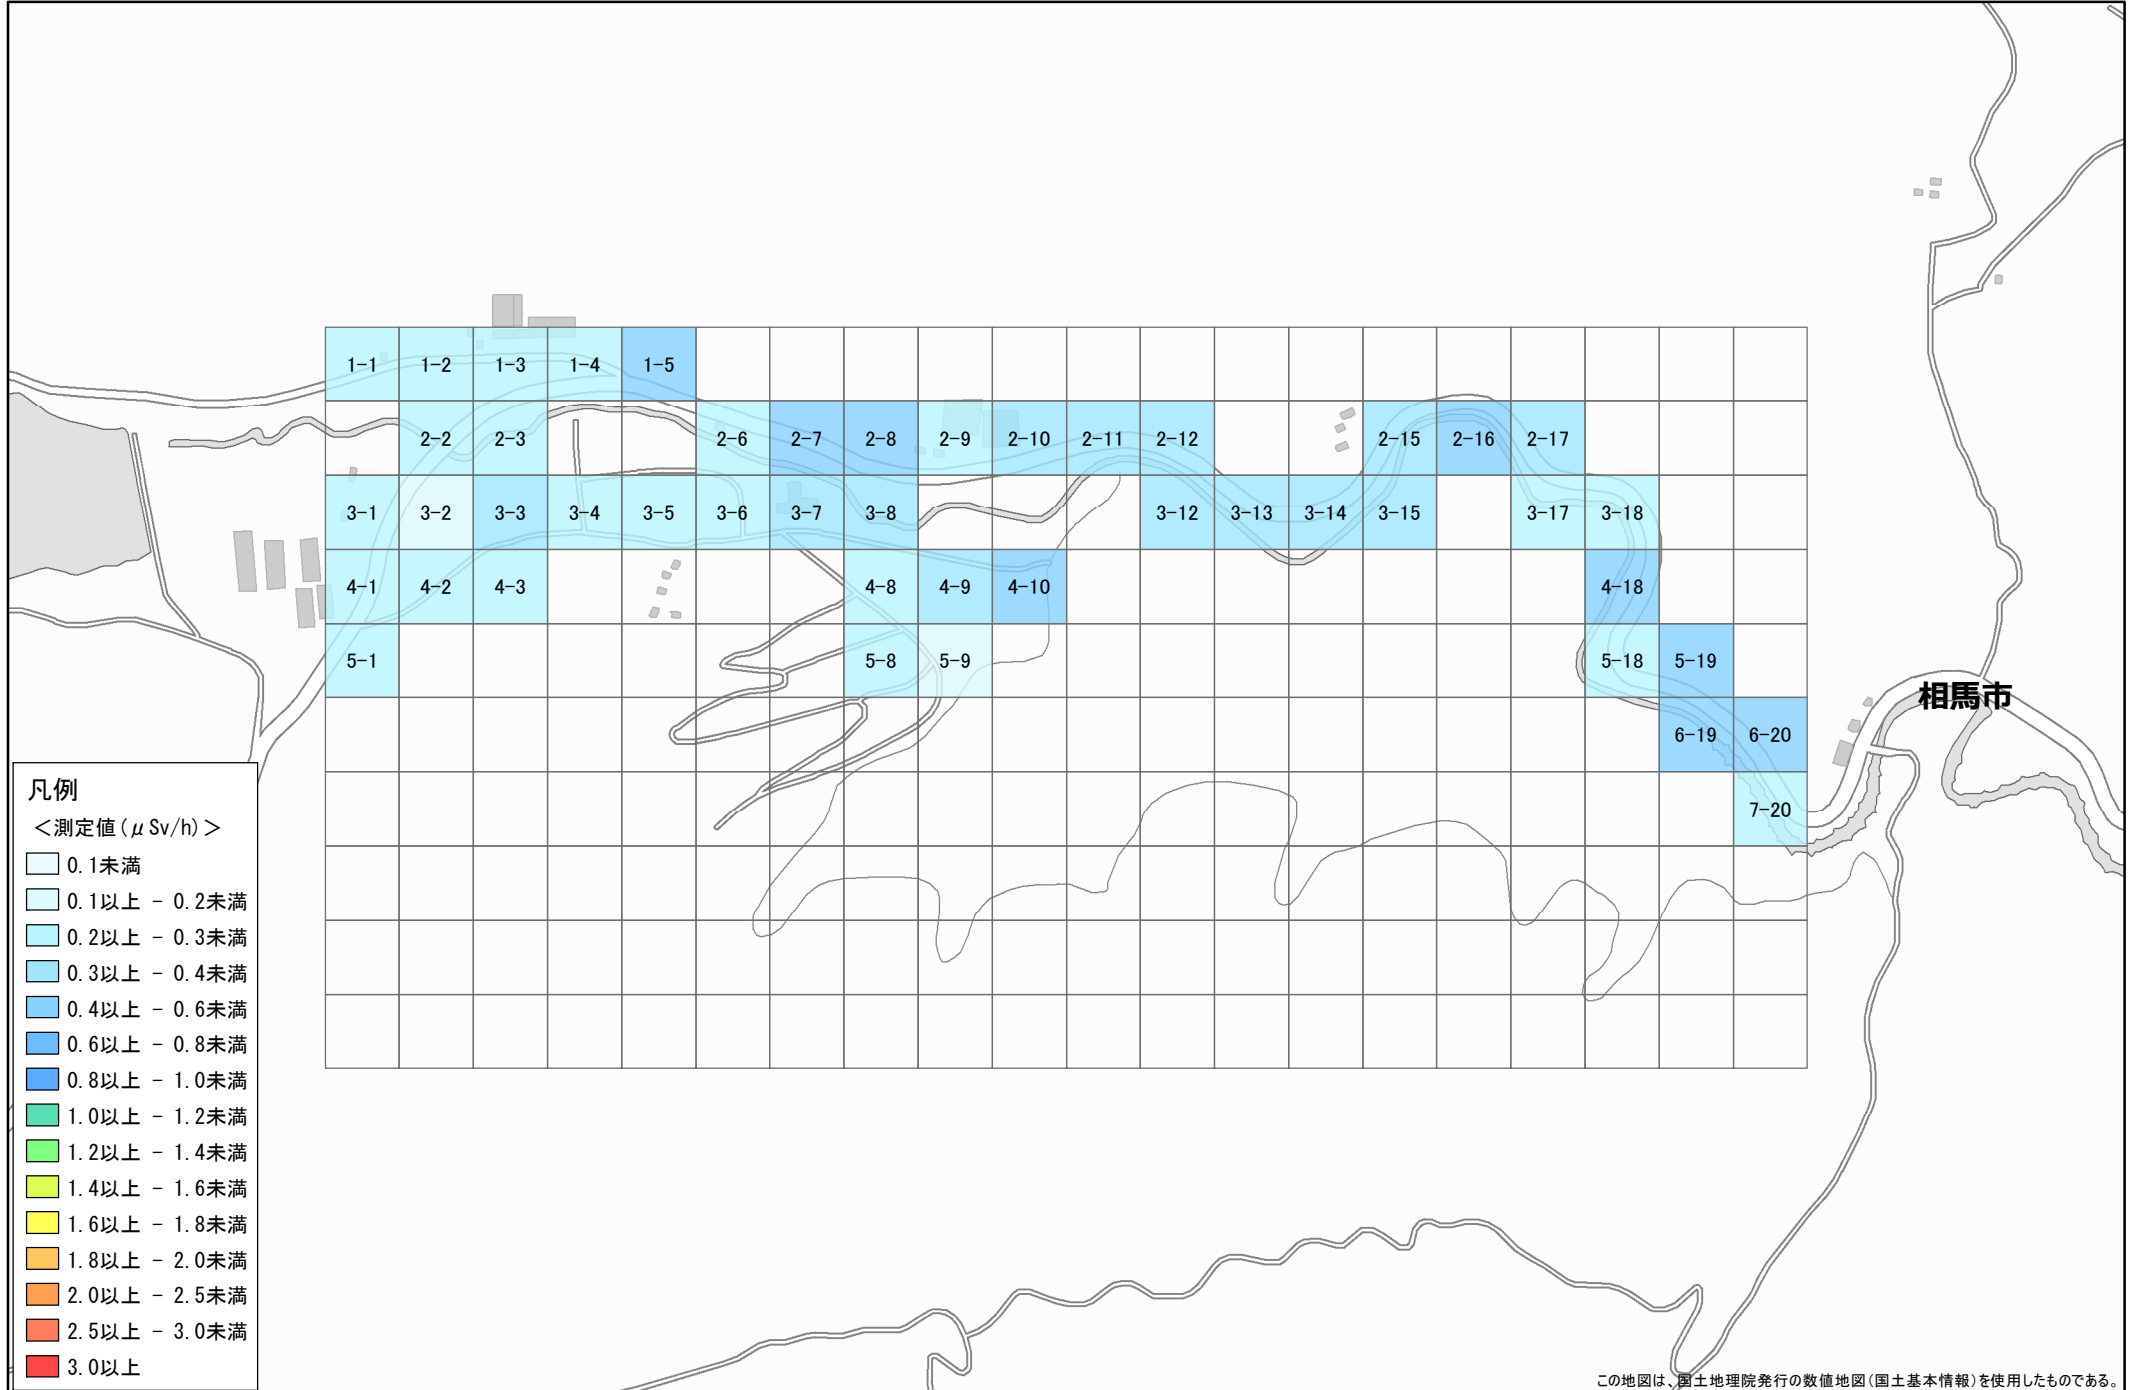 1-1 1-2 1-3 1-4 1-5
2-2 2-3 2-6 2-7 2-8 2-9 2-10 2-11 2-12 2-15 2-16 2-17
3-1 3-2 3-3 3-4 3-5 3-6 3-7 3-8 3-12 3-13 3-14 3-15 3-17 3-18
4-1 4-2 4-3 4-8 4-9 4-10 4-18
5-1 5-8 5-9 5-18 5-19
相馬市
6-19 6-20
7-20
凡例
＜測定値(μSv/h)＞
0.1未満
0.1以上 - 0.2未満
0.2以上 - 0.3未満
0.3以上 - 0.4未満
0.4以上 - 0.6未満
0.6以上 - 0.8未満
0.8以上 - 1.0未満
1.0以上 - 1.2未満
1.2以上 - 1.4未満
1.4以上 - 1.6未満
1.6以上 - 1.8未満
1.8以上 - 2.0未満
2.0以上 - 2.5未満
2.5以上 - 3.0未満
3.0以上
この地図は、国土地理院発行の数値地図(国土基本情報)を使用したものである。